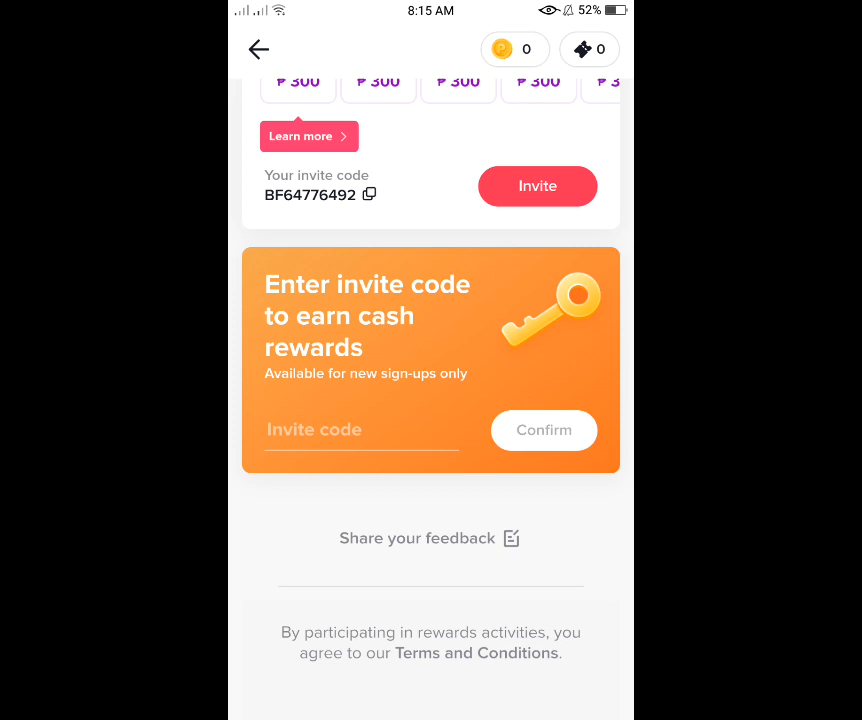 8:15 AM 52%
0 0
₱ 300 ₱ 300 ₱ 300 ₱ 300 ₱ 3
Learn more
Your invite code
BF64776492
Invite
Enter invite code
to earn cash
rewards
Available for new sign-ups only
Invite code
Confirm
Share your feedback
By participating in rewards activities, you
agree to our Terms and Conditions.